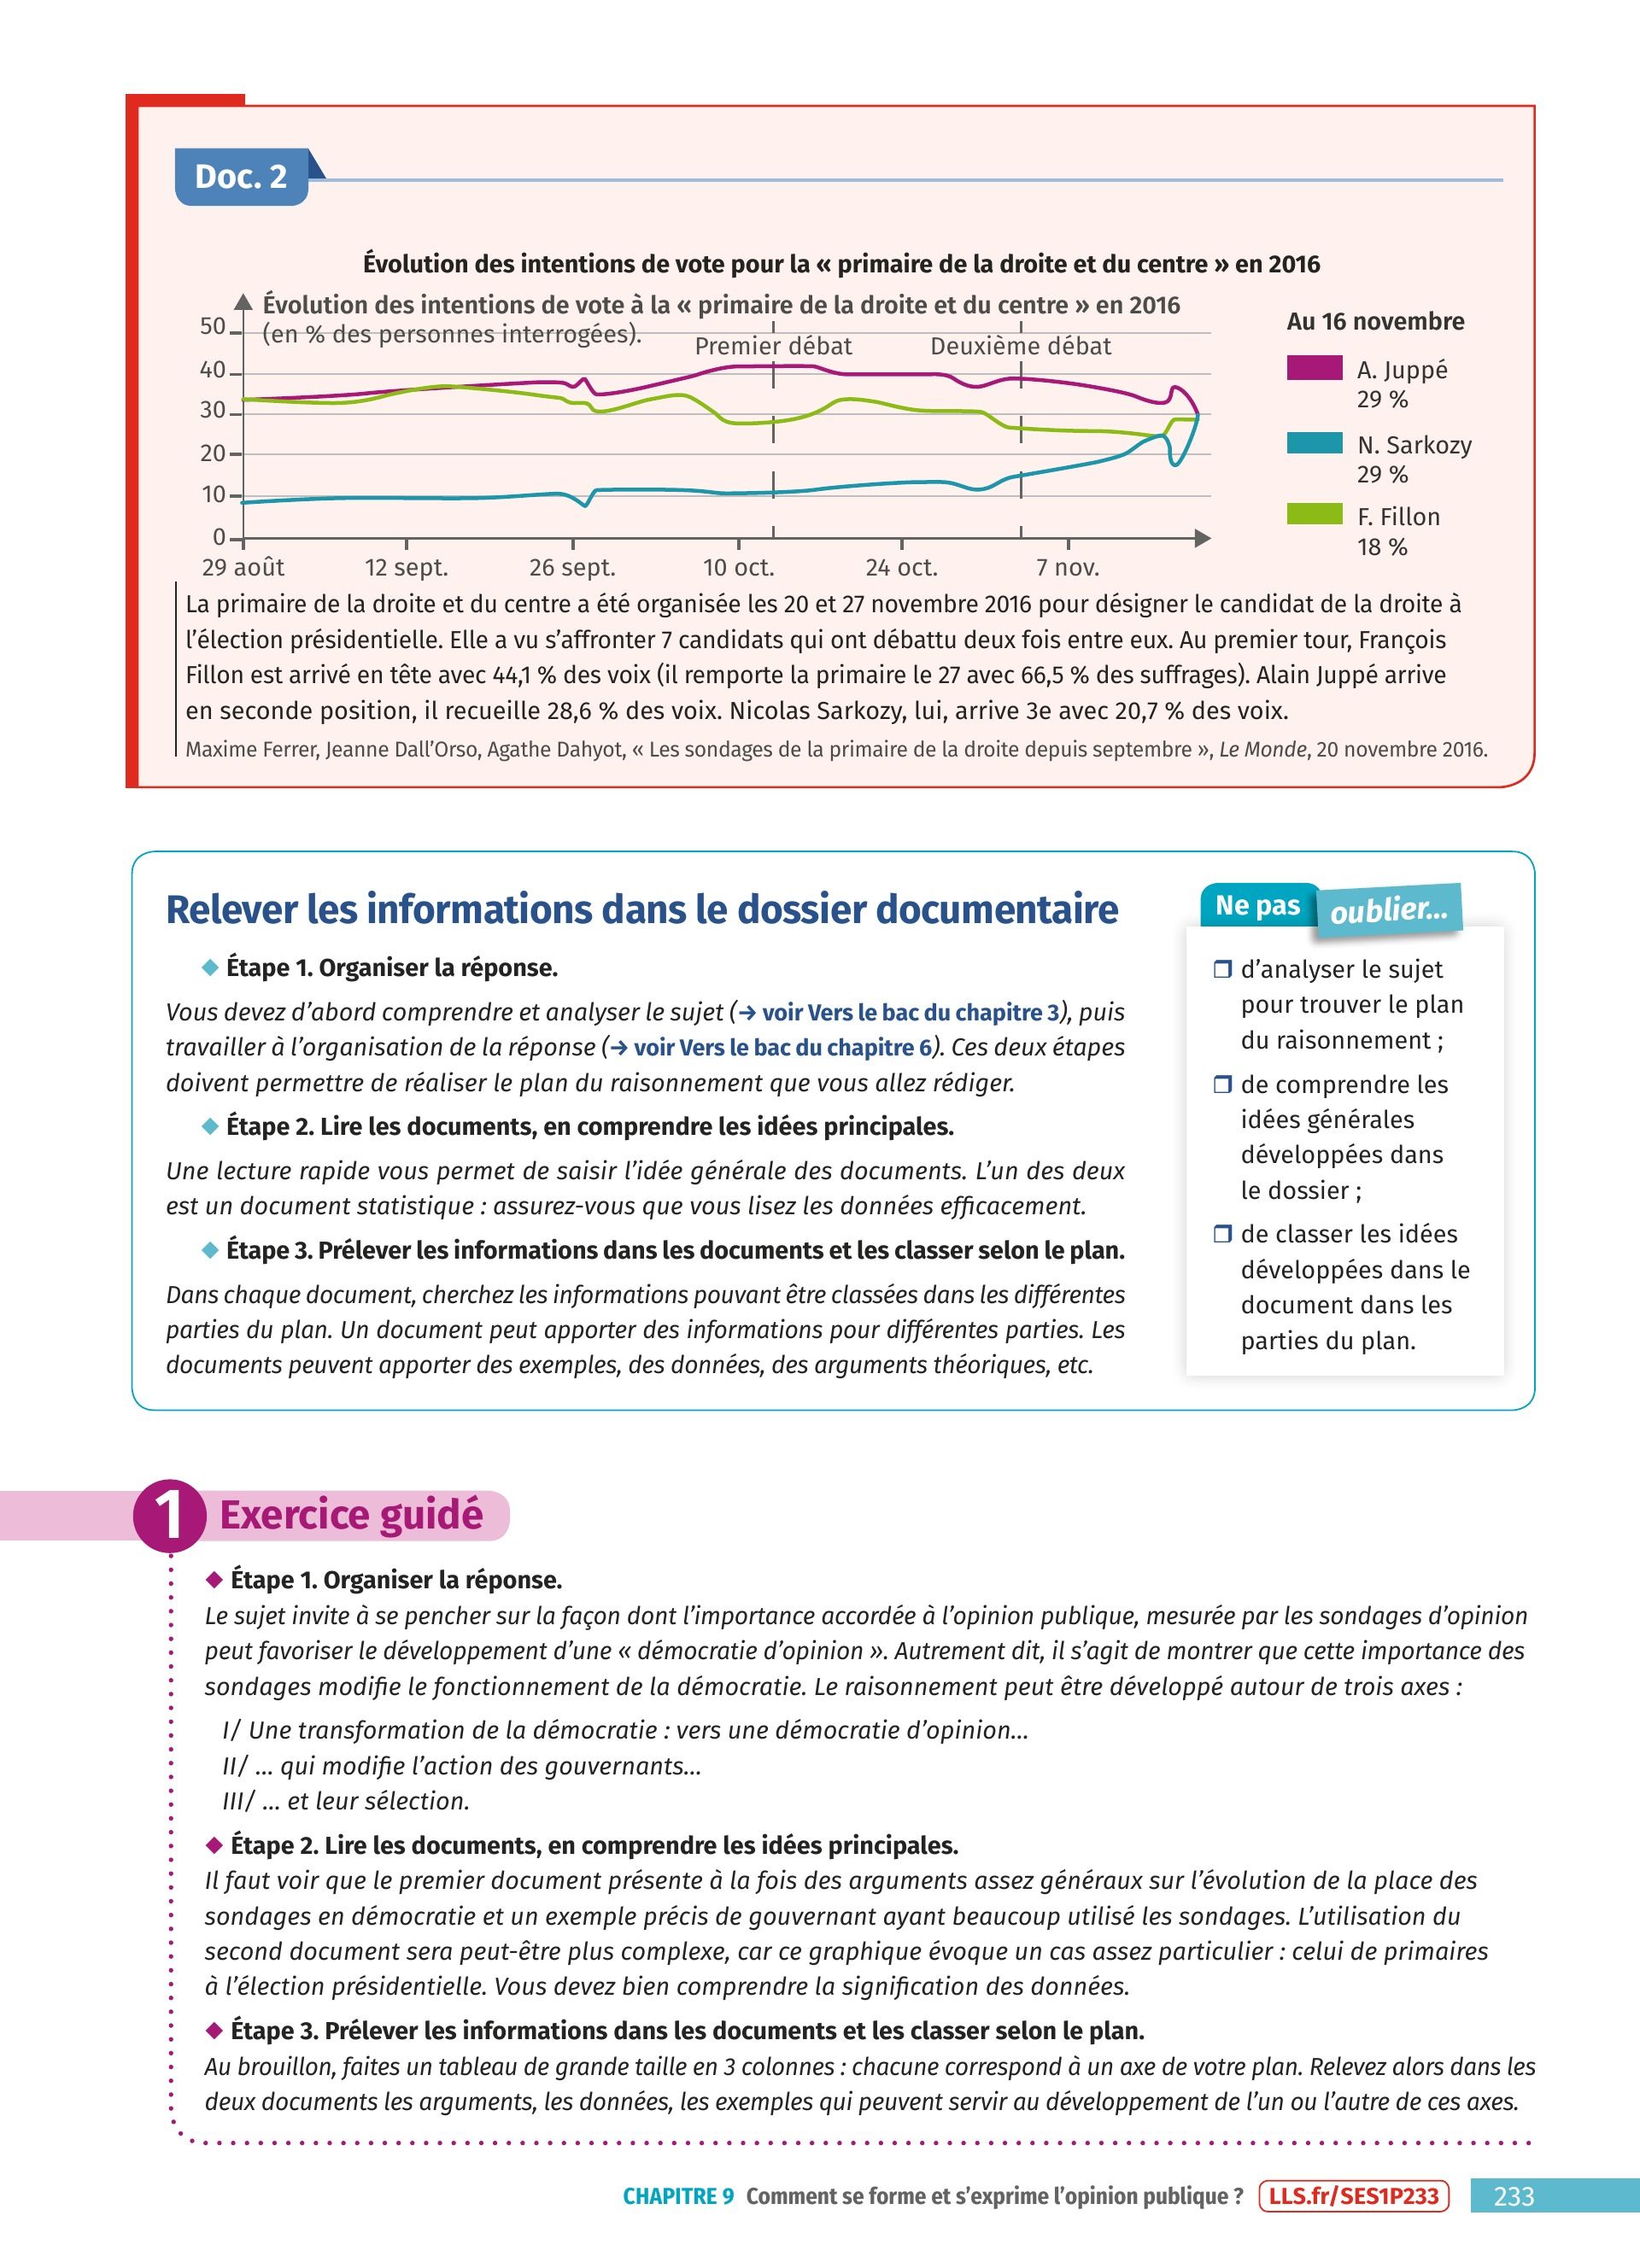 Doc. 2
Évolution des intentions de vote pour la « primaire de la droite et du centre » en 2016
Évolution des intentions de vote à la « primaire de la droite et du centre » en 2016
(en % des personnes interrogées).
Premier débat
Deuxième débat
50
40
30
20
10
0
29 août
12 sept.
26 sept.
10 oct.
24 oct.
7 nov.
Au 16 novembre
A. Juppé
29 %
N. Sarkozy
29 %
F. Fillon
18 %
La primaire de la droite et du centre a été organisée les 20 et 27 novembre 2016 pour désigner le candidat de la droite à
l’élection présidentielle. Elle a vu s’affronter 7 candidats qui ont débattu deux fois entre eux. Au premier tour, François
Fillon est arrivé en tête avec 44,1 % des voix (il remporte la primaire le 27 avec 66,5 % des suffrages). Alain Juppé arrive
en seconde position, il recueille 28,6 % des voix. Nicolas Sarkozy, lui, arrive 3e avec 20,7 % des voix.
Maxime Ferrer, Jeanne Dall’Orso, Agathe Dahyot, « Les sondages de la primaire de la droite depuis septembre », Le Monde, 20 novembre 2016.
Relever les informations dans le dossier documentaire
◆ Étape 1. Organiser la réponse.
Vous devez d’abord comprendre et analyser le sujet (→ voir Vers le bac du chapitre 3), puis
travailler à l’organisation de la réponse (→ voir Vers le bac du chapitre 6). Ces deux étapes
doivent permettre de réaliser le plan du raisonnement que vous allez rédiger.
◆ Étape 2. Lire les documents, en comprendre les idées principales.
Une lecture rapide vous permet de saisir l’idée générale des documents. L’un des deux
est un document statistique : assurez-vous que vous lisez les données efficacement.
◆ Étape 3. Prélever les informations dans les documents et les classer selon le plan.
Dans chaque document, cherchez les informations pouvant être classées dans les différentes
parties du plan. Un document peut apporter des informations pour différentes parties. Les
documents peuvent apporter des exemples, des données, des arguments théoriques, etc.
Ne pas oublier...
❒ d’analyser le sujet
pour trouver le plan
du raisonnement ;
❒ de comprendre les
idées générales
développées dans
le dossier ;
❒ de classer les idées
développées dans le
document dans les
parties du plan.
1 Exercice guidé
◆ Étape 1. Organiser la réponse.
Le sujet invite à se pencher sur la façon dont l’importance accordée à l’opinion publique, mesurée par les sondages d’opinion
peut favoriser le développement d’une « démocratie d’opinion ». Autrement dit, il s’agit de montrer que cette importance des
sondages modifie le fonctionnement de la démocratie. Le raisonnement peut être développé autour de trois axes :
I/ Une transformation de la démocratie : vers une démocratie d’opinion...
II/ ... qui modifie l’action des gouvernants...
III/ ... et leur sélection.
◆ Étape 2. Lire les documents, en comprendre les idées principales.
Il faut voir que le premier document présente à la fois des arguments assez généraux sur l’évolution de la place des
sondages en démocratie et un exemple précis de gouvernant ayant beaucoup utilisé les sondages. L’utilisation du
second document sera peut-être plus complexe, car ce graphique évoque un cas assez particulier : celui de primaires
à l’élection présidentielle. Vous devez bien comprendre la signification des données.
◆ Étape 3. Prélever les informations dans les documents et les classer selon le plan.
Au brouillon, faites un tableau de grande taille en 3 colonnes : chacune correspond à un axe de votre plan. Relevez alors dans les
deux documents les arguments, les données, les exemples qui peuvent servir au développement de l’un ou l’autre de ces axes.
CHAPITRE 9 Comment se forme et s’exprime l’opinion publique ? LLS.fr/SES1P233 233